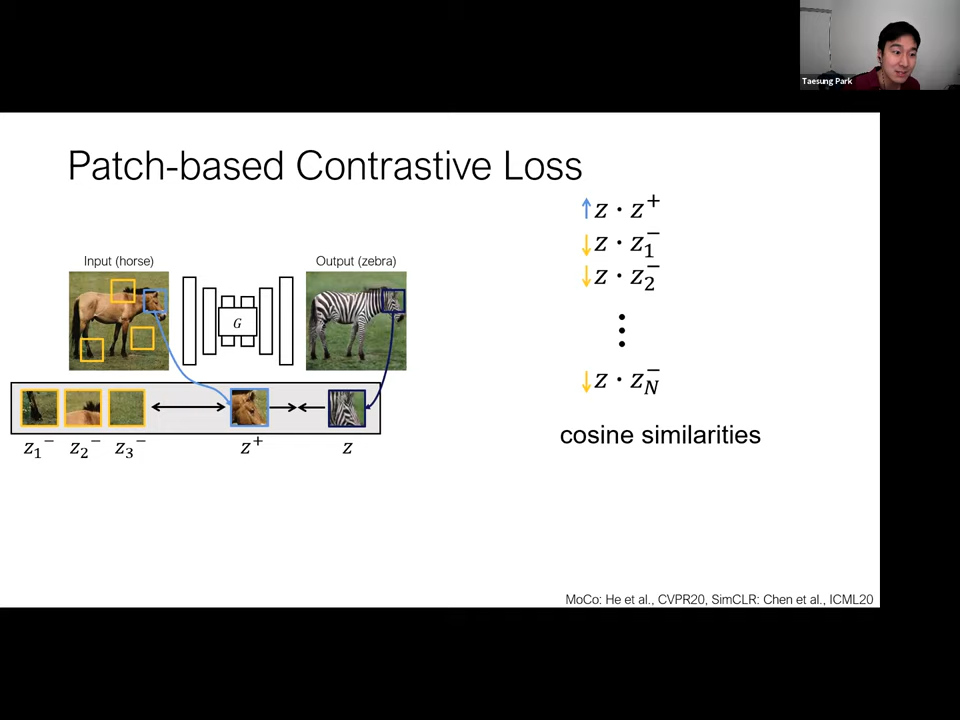 Taesung Park
Patch-based Contrastive Loss
Input (horse)
Output (zebra)
G
z₁⁻ z₂⁻ z₃⁻ z⁺ z
↑ z · z⁺
↓ z · z₁⁻
↓ z · z₂⁻
⋮
↓ z · z_N⁻
cosine similarities
MoCo: He et al., CVPR20, SimCLR: Chen et al., ICML20